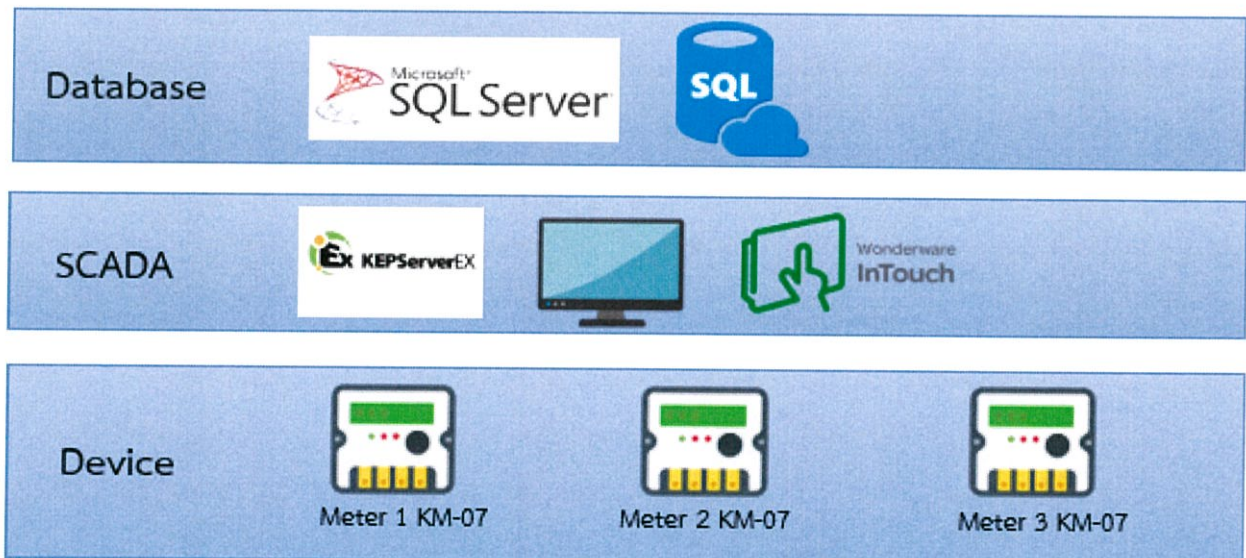 Database
Microsoft
SQL Server
SQL
SCADA
Ex KEPServerEX
Wonderware
InTouch
Device
Meter 1 KM-07
Meter 2 KM-07
Meter 3 KM-07